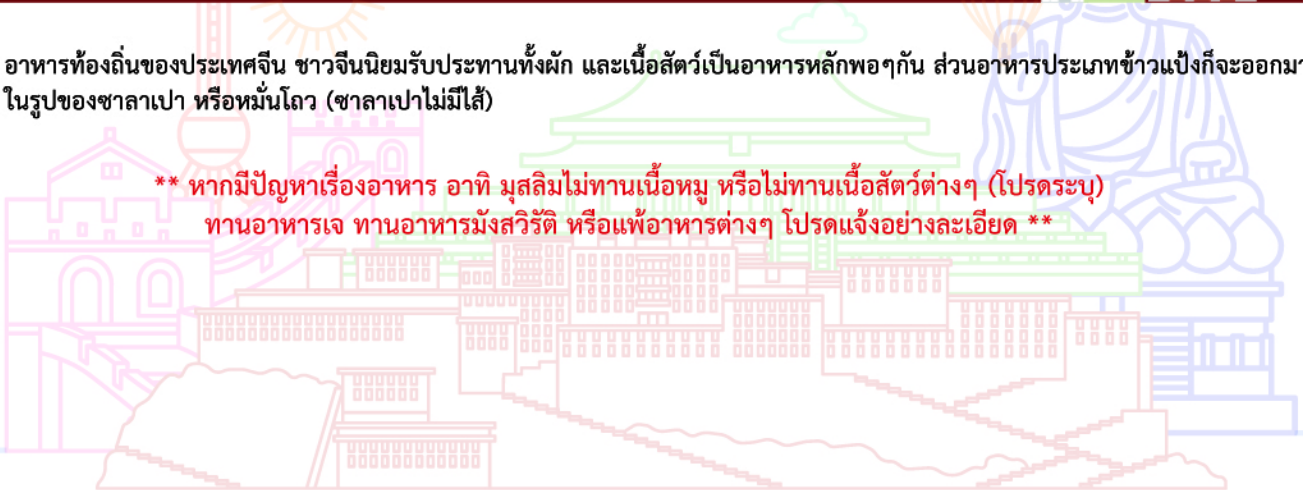 อาหารท้องถิ่นของประเทศจีน ชาวจีนนิยมรับประทานทั้งผัก และเนื้อสัตว์เป็นอาหารหลักพอๆกัน ส่วนอาหารประเภทข้าวแป้งก็จะออกมา
ในรูปของซาลาเปา หรือหมั่นโถว (ซาลาเปาไม่มีไส้)
** หากมีปัญหาเรื่องอาหาร อาทิ มุสลิมไม่ทานเนื้อหมู หรือไม่ทานเนื้อสัตว์ต่างๆ (โปรดระบุ)
ทานอาหารเจ ทานอาหารมังสวิรัติ หรือแพ้อาหารต่างๆ โปรดแจ้งอย่างละเอียด **